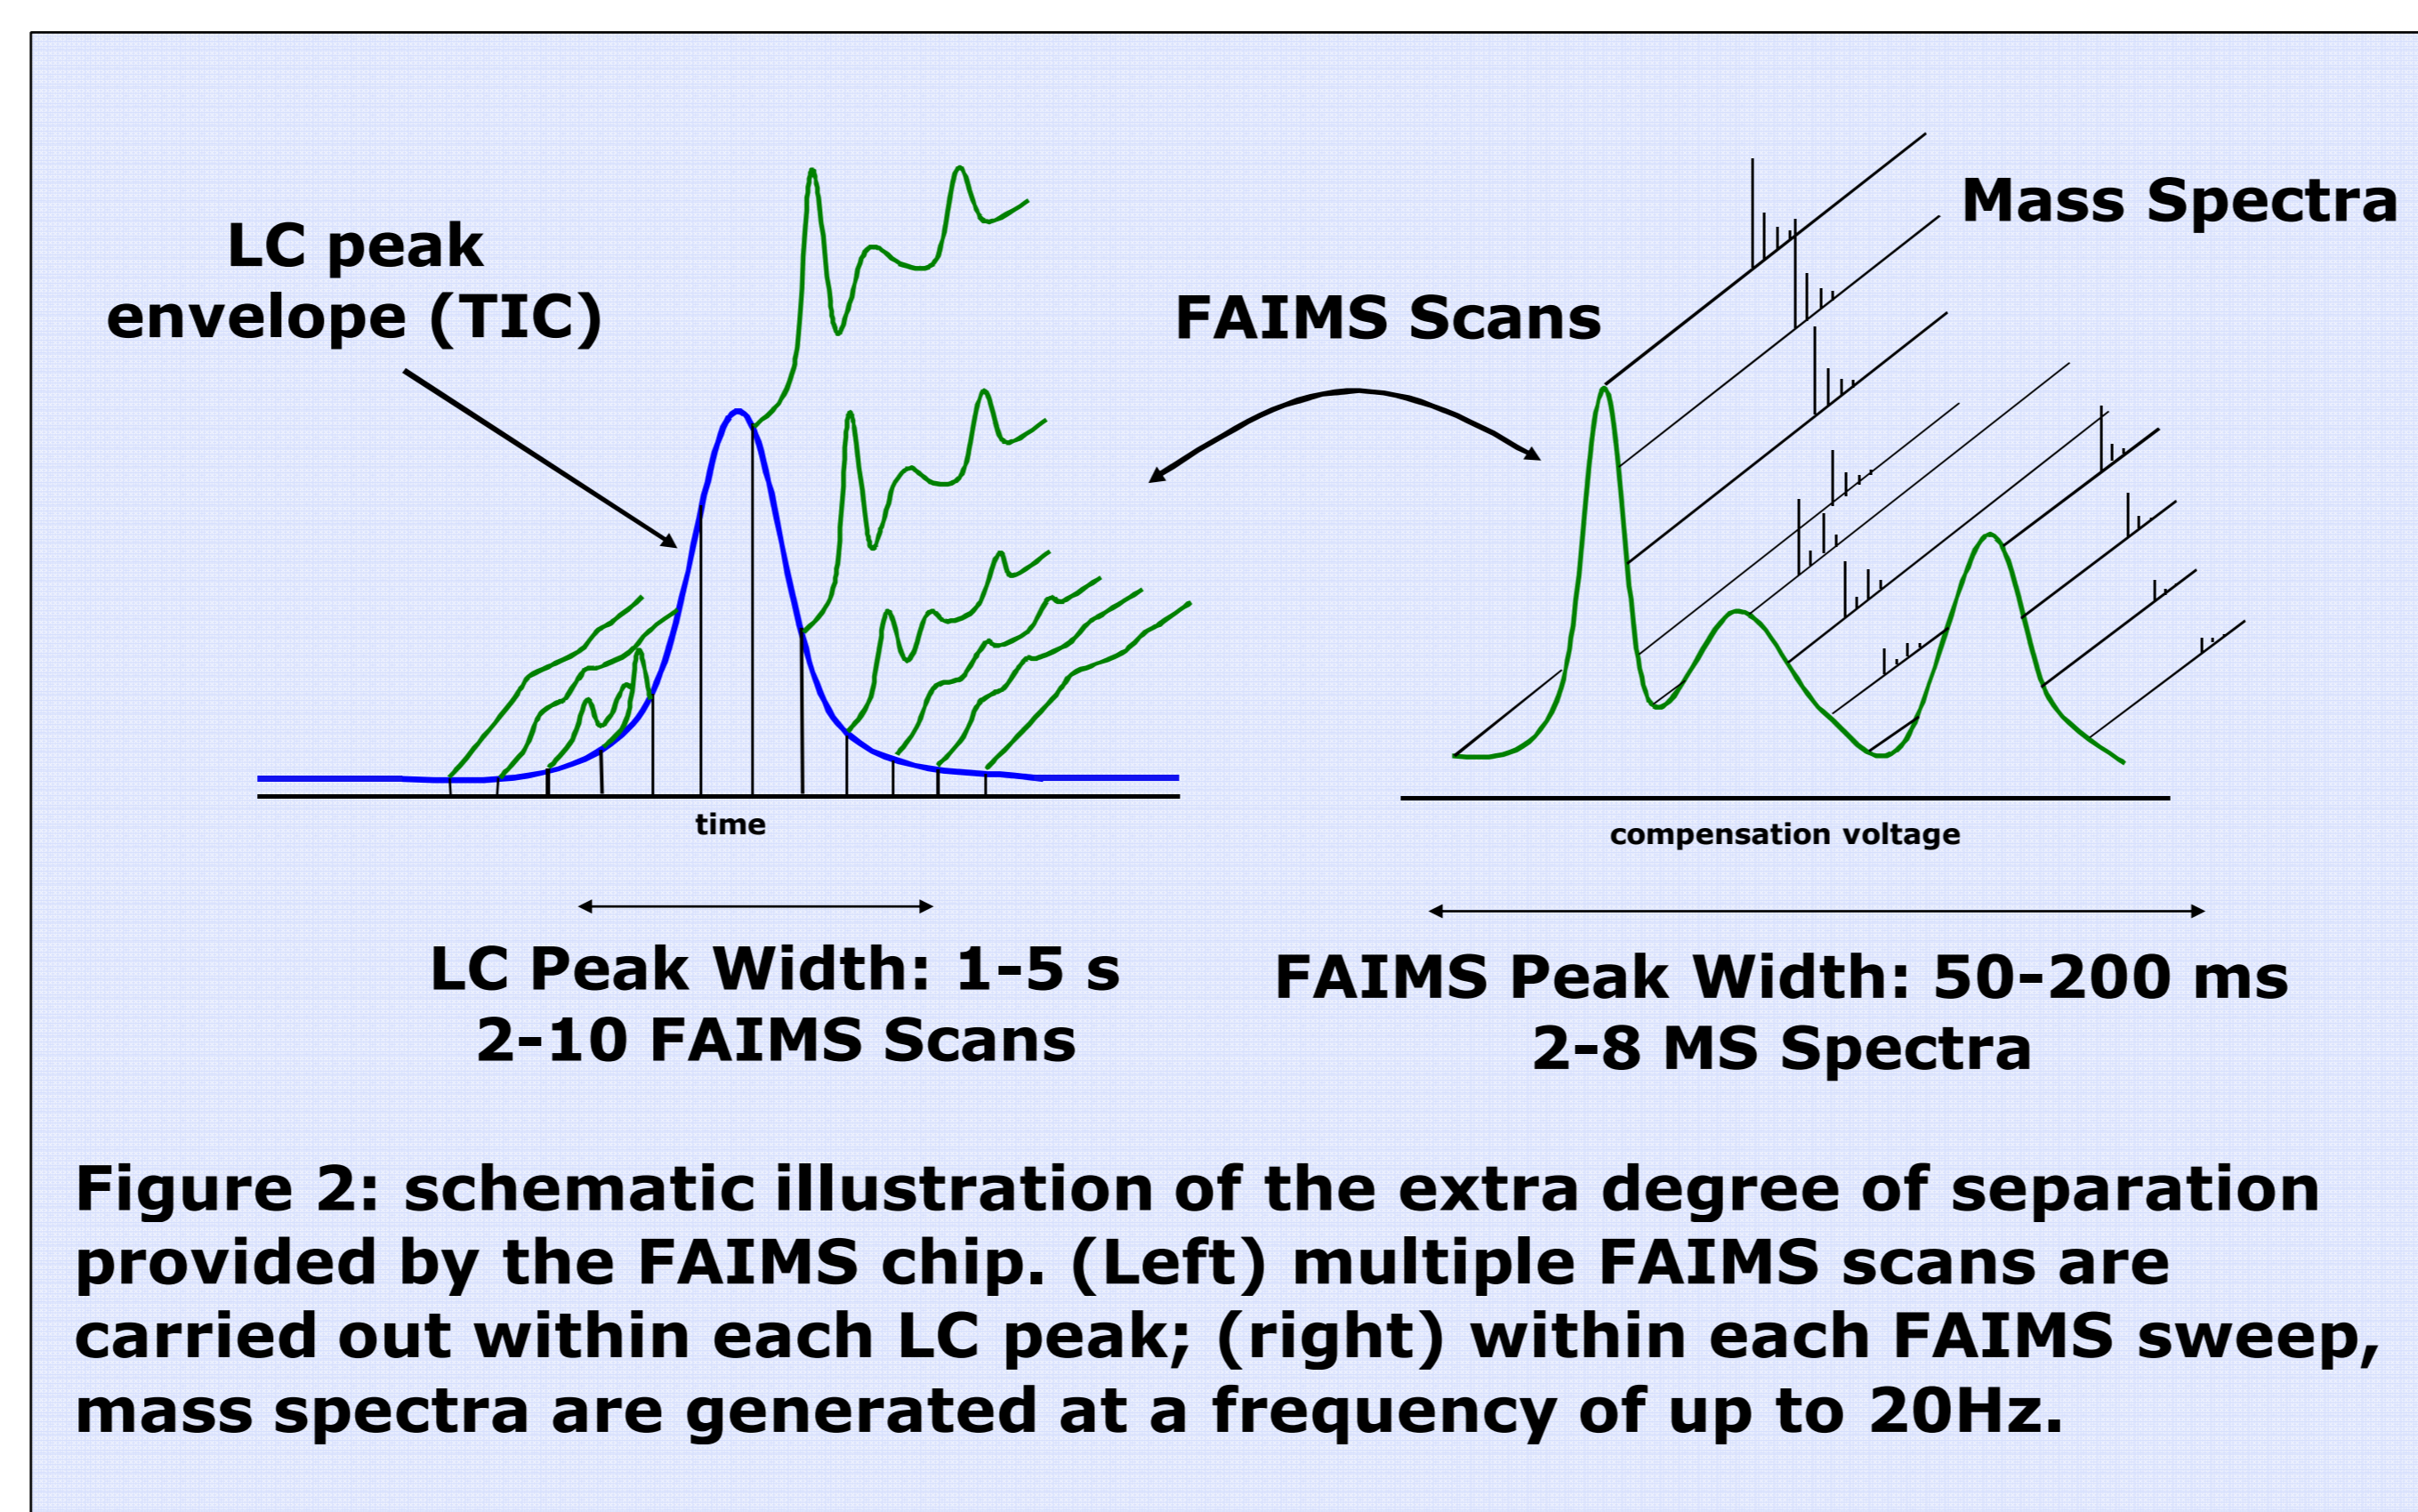 LC peak
envelope (TIC)
FAIMS Scans
Mass Spectra
time
compensation voltage
LC Peak Width: 1-5 s
2-10 FAIMS Scans
FAIMS Peak Width: 50-200 ms
2-8 MS Spectra
Figure 2: schematic illustration of the extra degree of separation
provided by the FAIMS chip. (Left) multiple FAIMS scans are
carried out within each LC peak; (right) within each FAIMS sweep,
mass spectra are generated at a frequency of up to 20Hz.